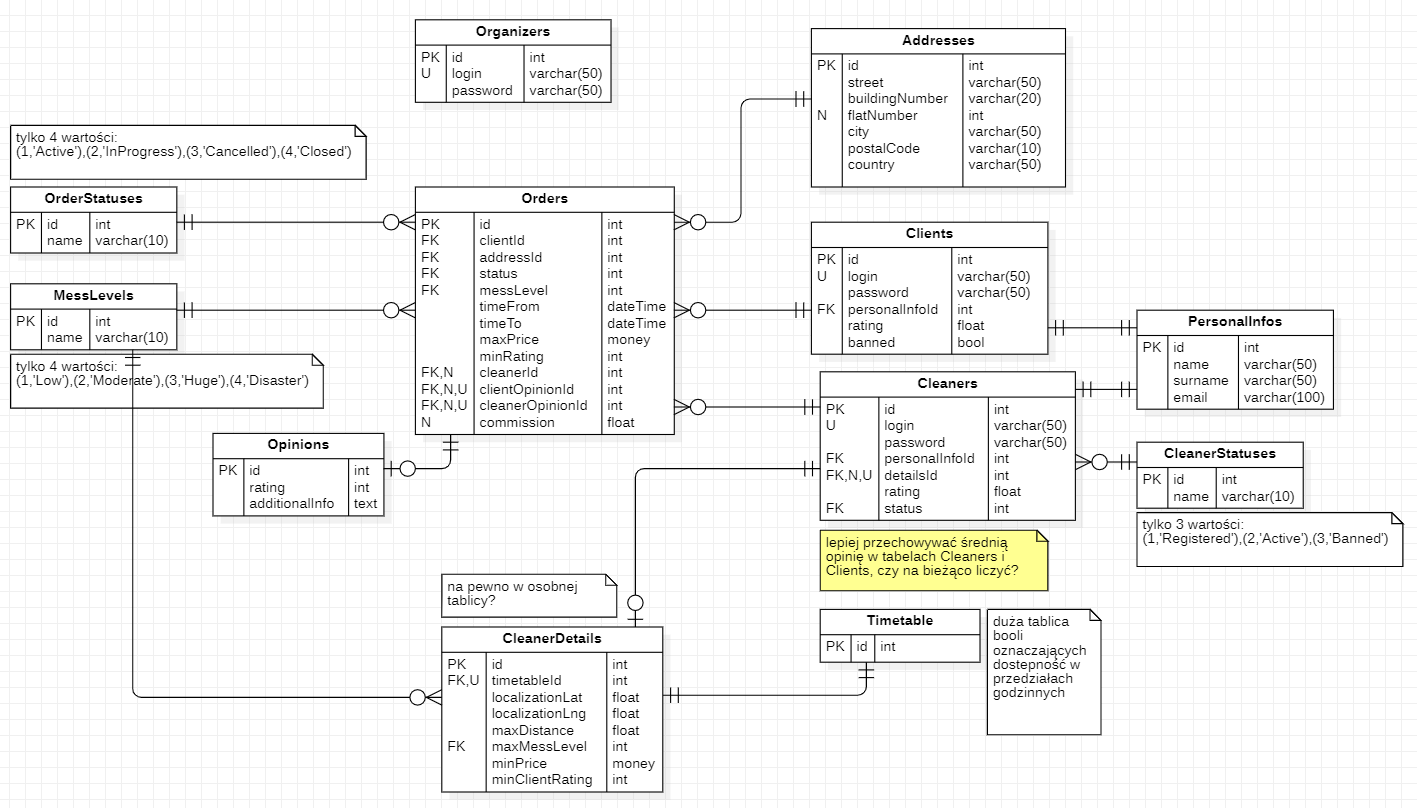 Organizers
PK id int
U login varchar(50)
password varchar(50)
Addresses
PK id int
street varchar(50)
buildingNumber varchar(20)
N flatNumber int
city varchar(50)
postalCode varchar(10)
country varchar(50)
tylko 4 wartości:
(1,'Active'),(2,'InProgress'),(3,'Cancelled'),(4,'Closed')
OrderStatuses
PK id int
name varchar(10)
Orders
PK id int
FK clientId int
FK addressId int
FK status int
FK messLevel int
timeFrom dateTime
timeTo dateTime
maxPrice money
minRating int
FK,N cleanerId int
FK,N,U clientOpinionId int
FK,N,U cleanerOpinionId int
N commission float
Clients
PK id int
U login varchar(50)
password varchar(50)
FK personalInfoId int
rating float
banned bool
MessLevels
PK id int
name varchar(10)
tylko 4 wartości:
(1,'Low'),(2,'Moderate'),(3,'Huge'),(4,'Disaster')
PersonalInfos
PK id int
name varchar(50)
surname varchar(50)
email varchar(100)
Cleaners
PK id int
U login varchar(50)
password varchar(50)
FK personalInfoId int
FK,N,U detailsId int
rating float
FK status int
Opinions
PK id int
rating int
additionalInfo text
CleanerStatuses
PK id int
name varchar(10)
tylko 3 wartości:
(1,'Registered'),(2,'Active'),(3,'Banned')
lepiej przechowywać średnią
opinię w tabelach Cleaners i
Clients, czy na bieżąco liczyć?
na pewno w osobnej
tablicy?
CleanerDetails
PK id int
FK,U timetableId int
localizationLat float
localizationLng float
maxDistance float
FK maxMessLevel int
minPrice money
minClientRating int
Timetable
PK id int
duża tablica
booli
oznaczających
dostepność w
przedziałach
godzinnych